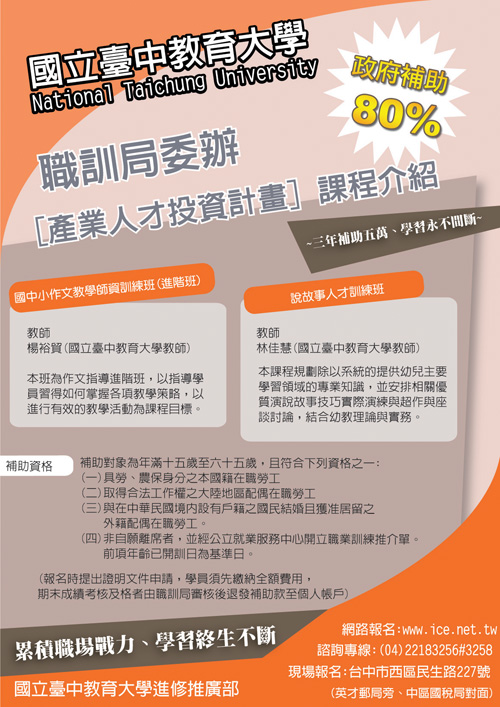 國立臺中教育大學
National Taichung University
政府補助
80%
職訓局委辦
［產業人才投資計畫］課程介紹
~三年補助五萬、學習永不間斷~
國中小作文教學師資訓練班(進階班)
教師
楊裕貿(國立臺中教育大學教師)
本班為作文指導進階班，以指導學
員習得如何掌握各項教學策略，以
進行有效的教學活動為課程目標。
說故事人才訓練班
教師
林佳慧(國立臺中教育大學教師)
本課程規劃除以系統的提供幼兒主要
學習領域的專業知識，並安排相關優
質演說故事技巧實際演練與超作與座
談討論，結合幼教理論與實務。
補助資格
補助對象為年滿十五歲至六十五歲，且符合下列資格之一：
(一)具勞、農保身分之本國籍在職勞工
(二)取得合法工作權之大陸地區配偶在職勞工
(三)與在中華民國境內設有戶籍之國民結婚且獲准居留之
外籍配偶在職勞工。
(四)非自願離席者，並經公立就業服務中心開立職業訓練推介單。
前項年齡已開訓日為基準日。
(報名時提出證明文件申請，學員須先繳納全額費用，
期末成績考核及格者由職訓局審核後退發補助款至個人帳戶)
累積職場戰力、學習終生不斷
國立臺中教育大學進修推廣部
網路報名:www.ice.net.tw
諮詢專線:(04)22183256#3258
現場報名:台中市西區民生路227號
(英才郵局旁、中區國稅局對面)